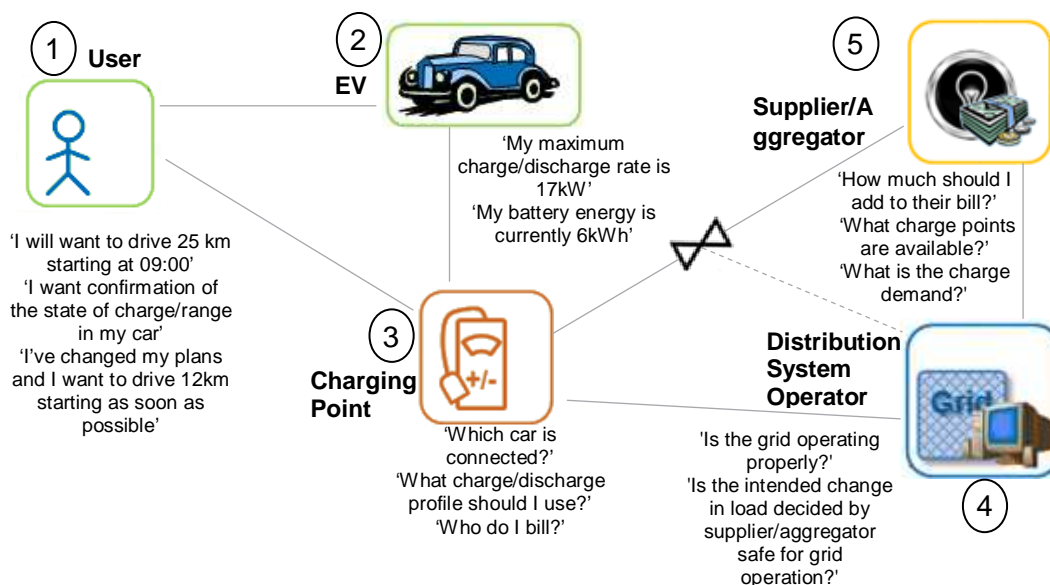 1
User
‘I will want to drive 25 km
starting at 09:00’
‘I want confirmation of
the state of charge/range
in my car’
‘I’ve changed my plans
and I want to drive 12km
starting as soon as
possible’
2
EV
‘My maximum
charge/discharge rate is
17kW’
‘My battery energy is
currently 6kWh’
3
Charging
Point
+/-
‘Which car is
connected?’
‘What charge/discharge
profile should I use?’
‘Who do I bill?’
5
Supplier/A
ggregator
‘How much should I
add to their bill?’
‘What charge points
are available?’
‘What is the charge
demand?’
Distribution
System
Operator
Grid
'Is the grid operating
properly?'
'Is the intended change
in load decided by
supplier/aggregator
safe for grid
operation?'
4